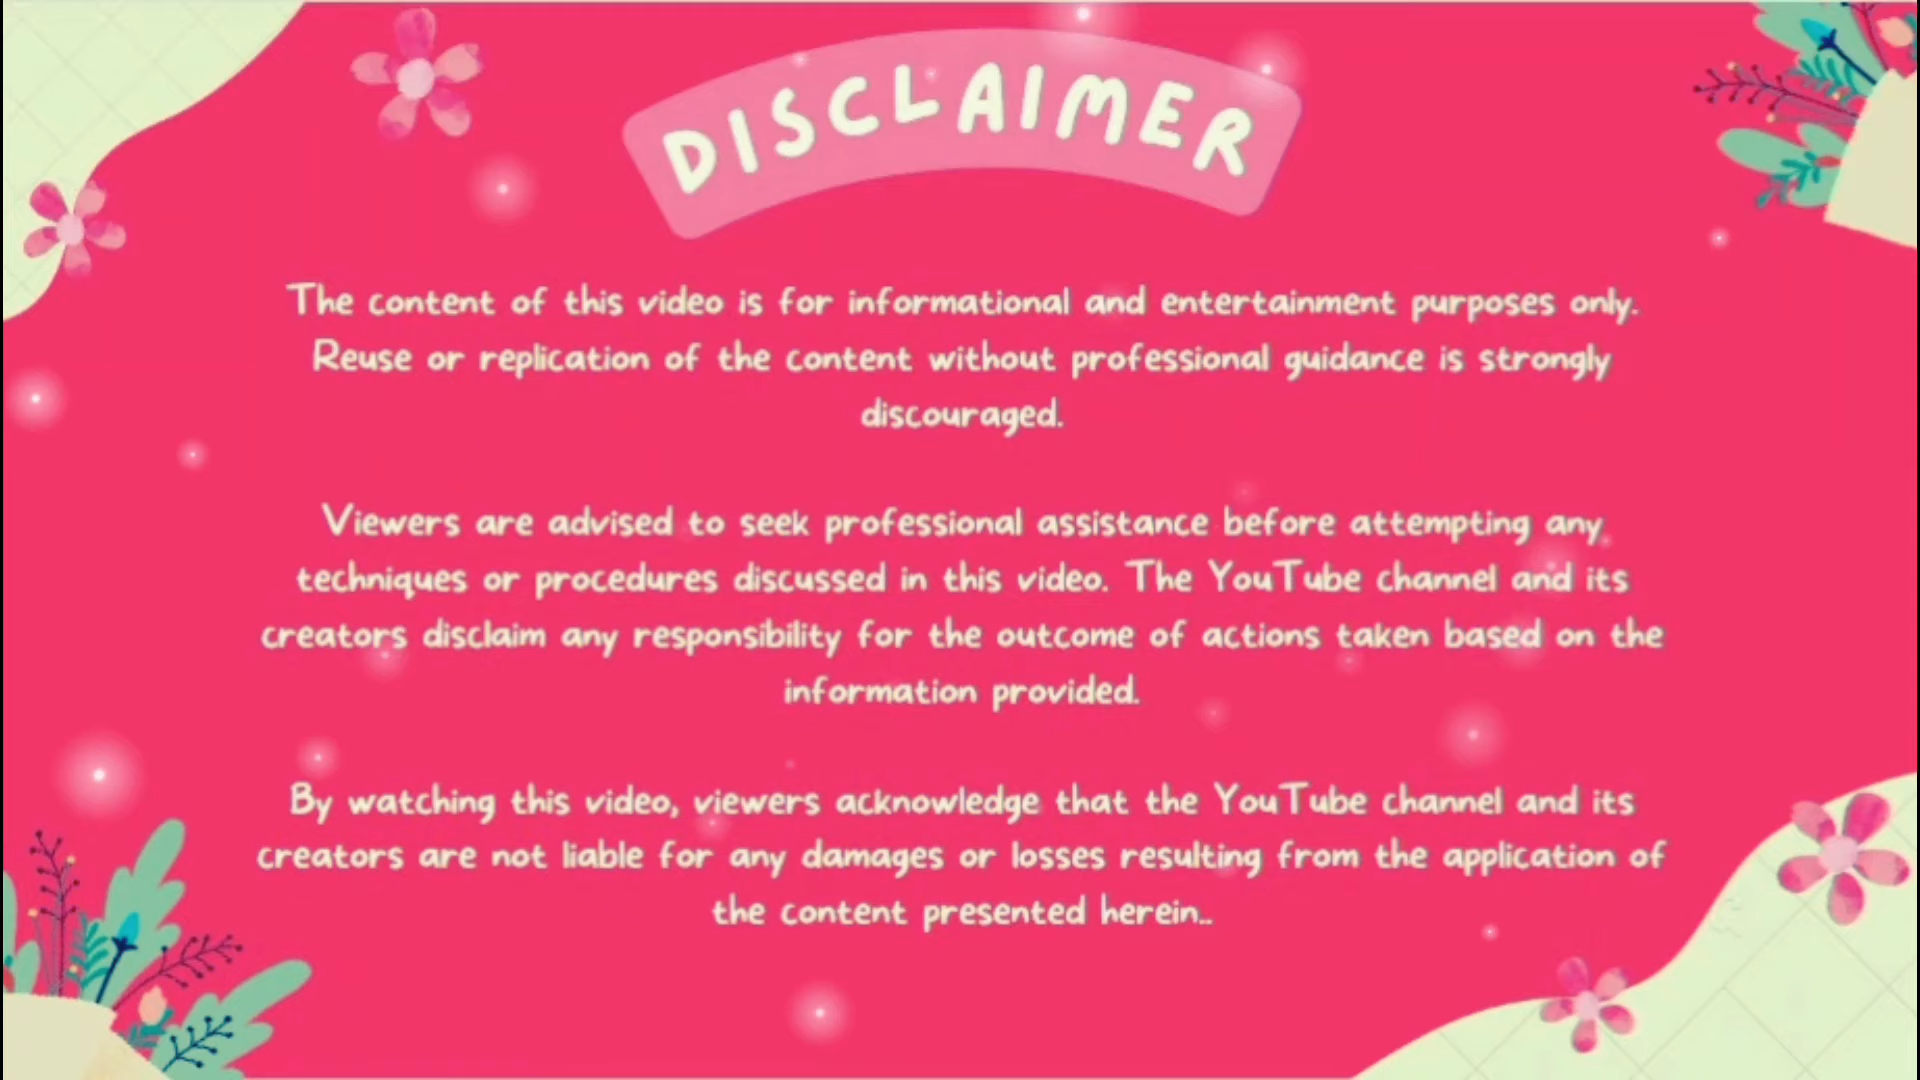 DISCLAIMER
The content of this video is for informational and entertainment purposes only.
Reuse or replication of the content without professional guidance is strongly
discouraged.
Viewers are advised to seek professional assistance before attempting any
techniques or procedures discussed in this video. The YouTube channel and its
creators disclaim any responsibility for the outcome of actions taken based on the
information provided.
By watching this video, viewers acknowledge that the YouTube channel and its
creators are not liable for any damages or losses resulting from the application of
the content presented herein..